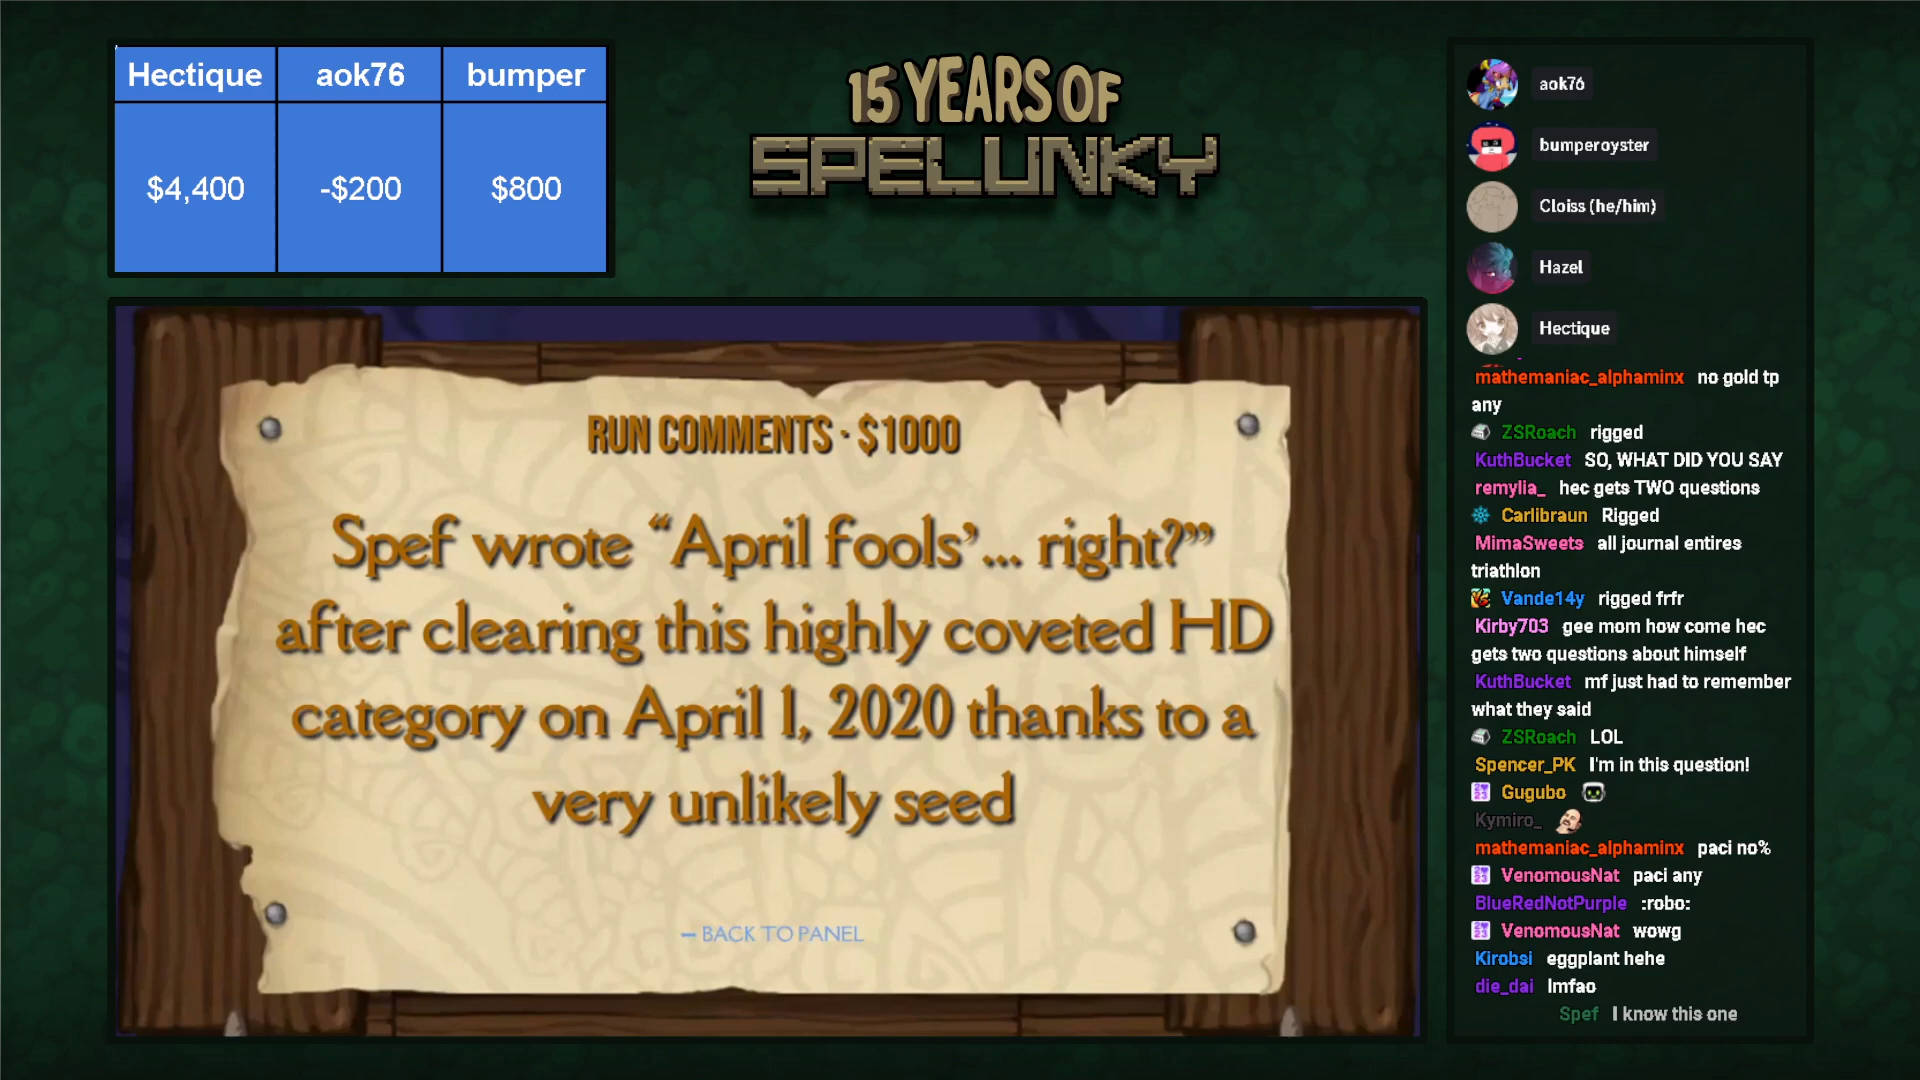 Hectique aok76 bumper
$4,400 -$200 $800
15 YEARS OF
SPELUNKY
RUN COMMENTS · $1000
Spef wrote “April fools’... right?”
after clearing this highly coveted HD
category on April 1, 2020 thanks to a
very unlikely seed
– BACK TO PANEL
aok76
bumperoyster
Cloiss (he/him)
Hazel
Hectique
mathemaniac_alphaminx no gold tp
any
ZSRoach rigged
KuthBucket SO, WHAT DID YOU SAY
remylia_ hec gets TWO questions
Carlibraun Rigged
MimaSweets all journal entires
triathlon
Vande14y rigged frfr
Kirby703 gee mom how come hec
gets two questions about himself
KuthBucket mf just had to remember
what they said
ZSRoach LOL
Spencer_PK I'm in this question!
Gugubo
Kymiro_
mathemaniac_alphaminx paci no%
VenomousNat paci any
BlueRedNotPurple :robo:
VenomousNat wowg
Kirobsi eggplant hehe
die_dai lmfao
Spef I know this one